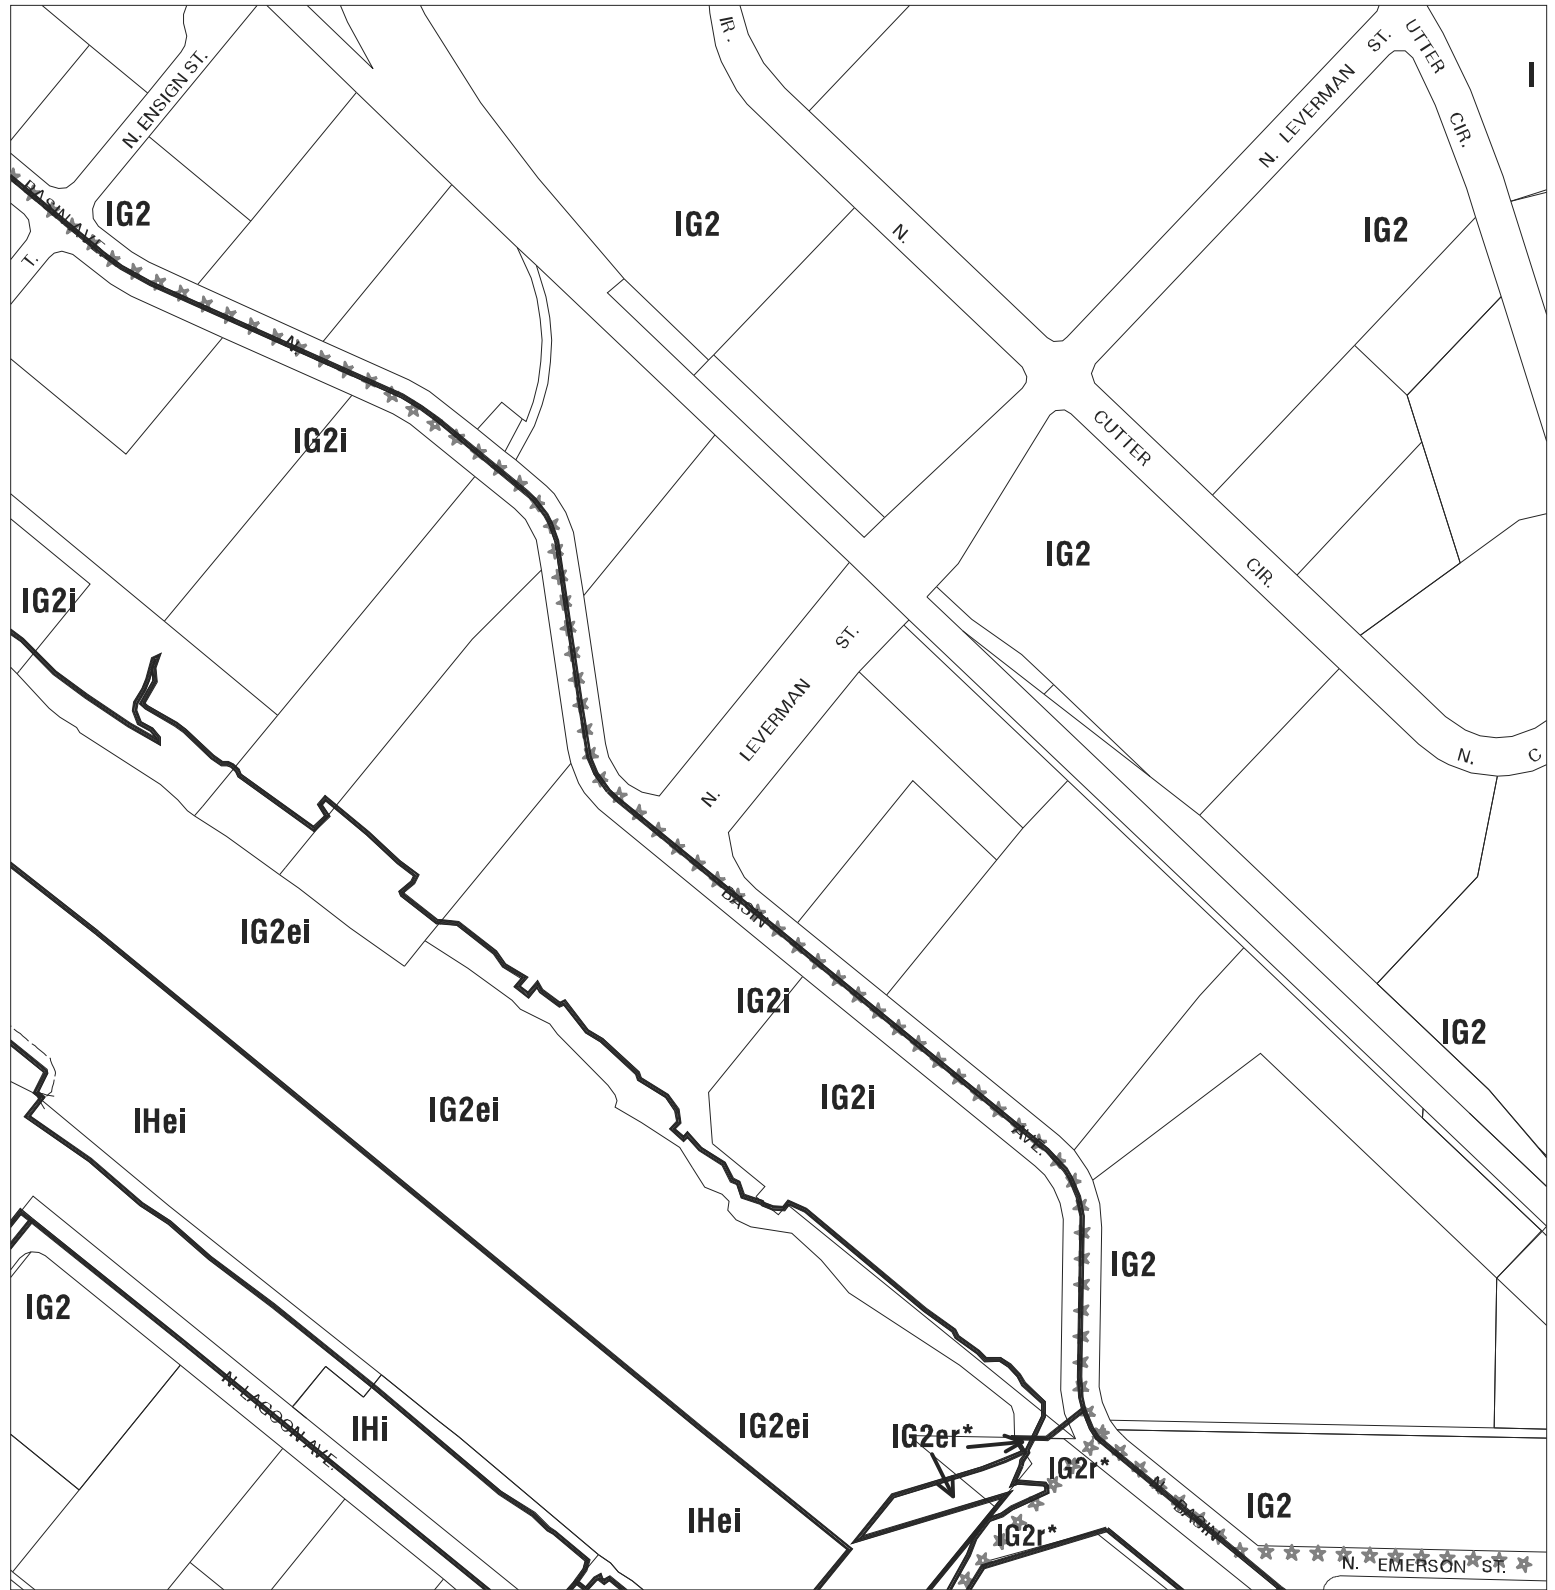 IR.
N. LEVERMAN ST.
UTTER CIR.
I
N. ENSIGN ST.
BASIN AVE.
IG2
IG2
IG2
N.
T.
N.
IG2i
CUTTER CIR.
IG2
IG2i
N. LEVERMAN ST.
N. C
BASIN
IG2ei
IG2i
IG2
IG2i
IHei
IG2ei
AVE.
IG2
IG2
N. LAGOON AVE.
IHi
IG2ei
IG2er*
IG2r*
N. BASIN
IG2
IHei
IG2r*
N. EMERSON ST.